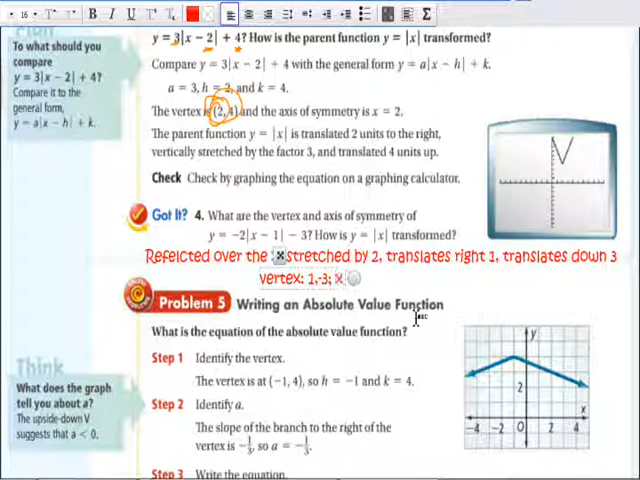 16 B I U
To what should you
compare
y = 3|x − 2| + 4?
Compare it to the
general form,
y = a|x − h| + k.
y = 3|x − 2| + 4? How is the parent function y = |x| transformed?
Compare y = 3|x − 2| + 4 with the general form y = a|x − h| + k.
a = 3, h = 2, and k = 4.
The vertex is (2, 4) and the axis of symmetry is x = 2.
The parent function y = |x| is translated 2 units to the right,
vertically stretched by the factor 3, and translated 4 units up.
Check Check by graphing the equation on a graphing calculator.
Got It? 4. What are the vertex and axis of symmetry of
y = −2|x − 1| − 3? How is y = |x| transformed?
Refelcted over the x stretched by 2, translates right 1, translates down 3
vertex: 1,-3; x
Problem 5 Writing an Absolute Value Function
What is the equation of the absolute value function?
Step 1 Identify the vertex.
The vertex is at (−1, 4), so h = −1 and k = 4.
Step 2 Identify a.
The slope of the branch to the right of the
vertex is −1/3, so a = −1/3.
Step 3 Write the equation.
Think
What does the graph
tell you about a?
The upside-down V
suggests that a < 0.
y
2
x
−4 −2 O 2 4